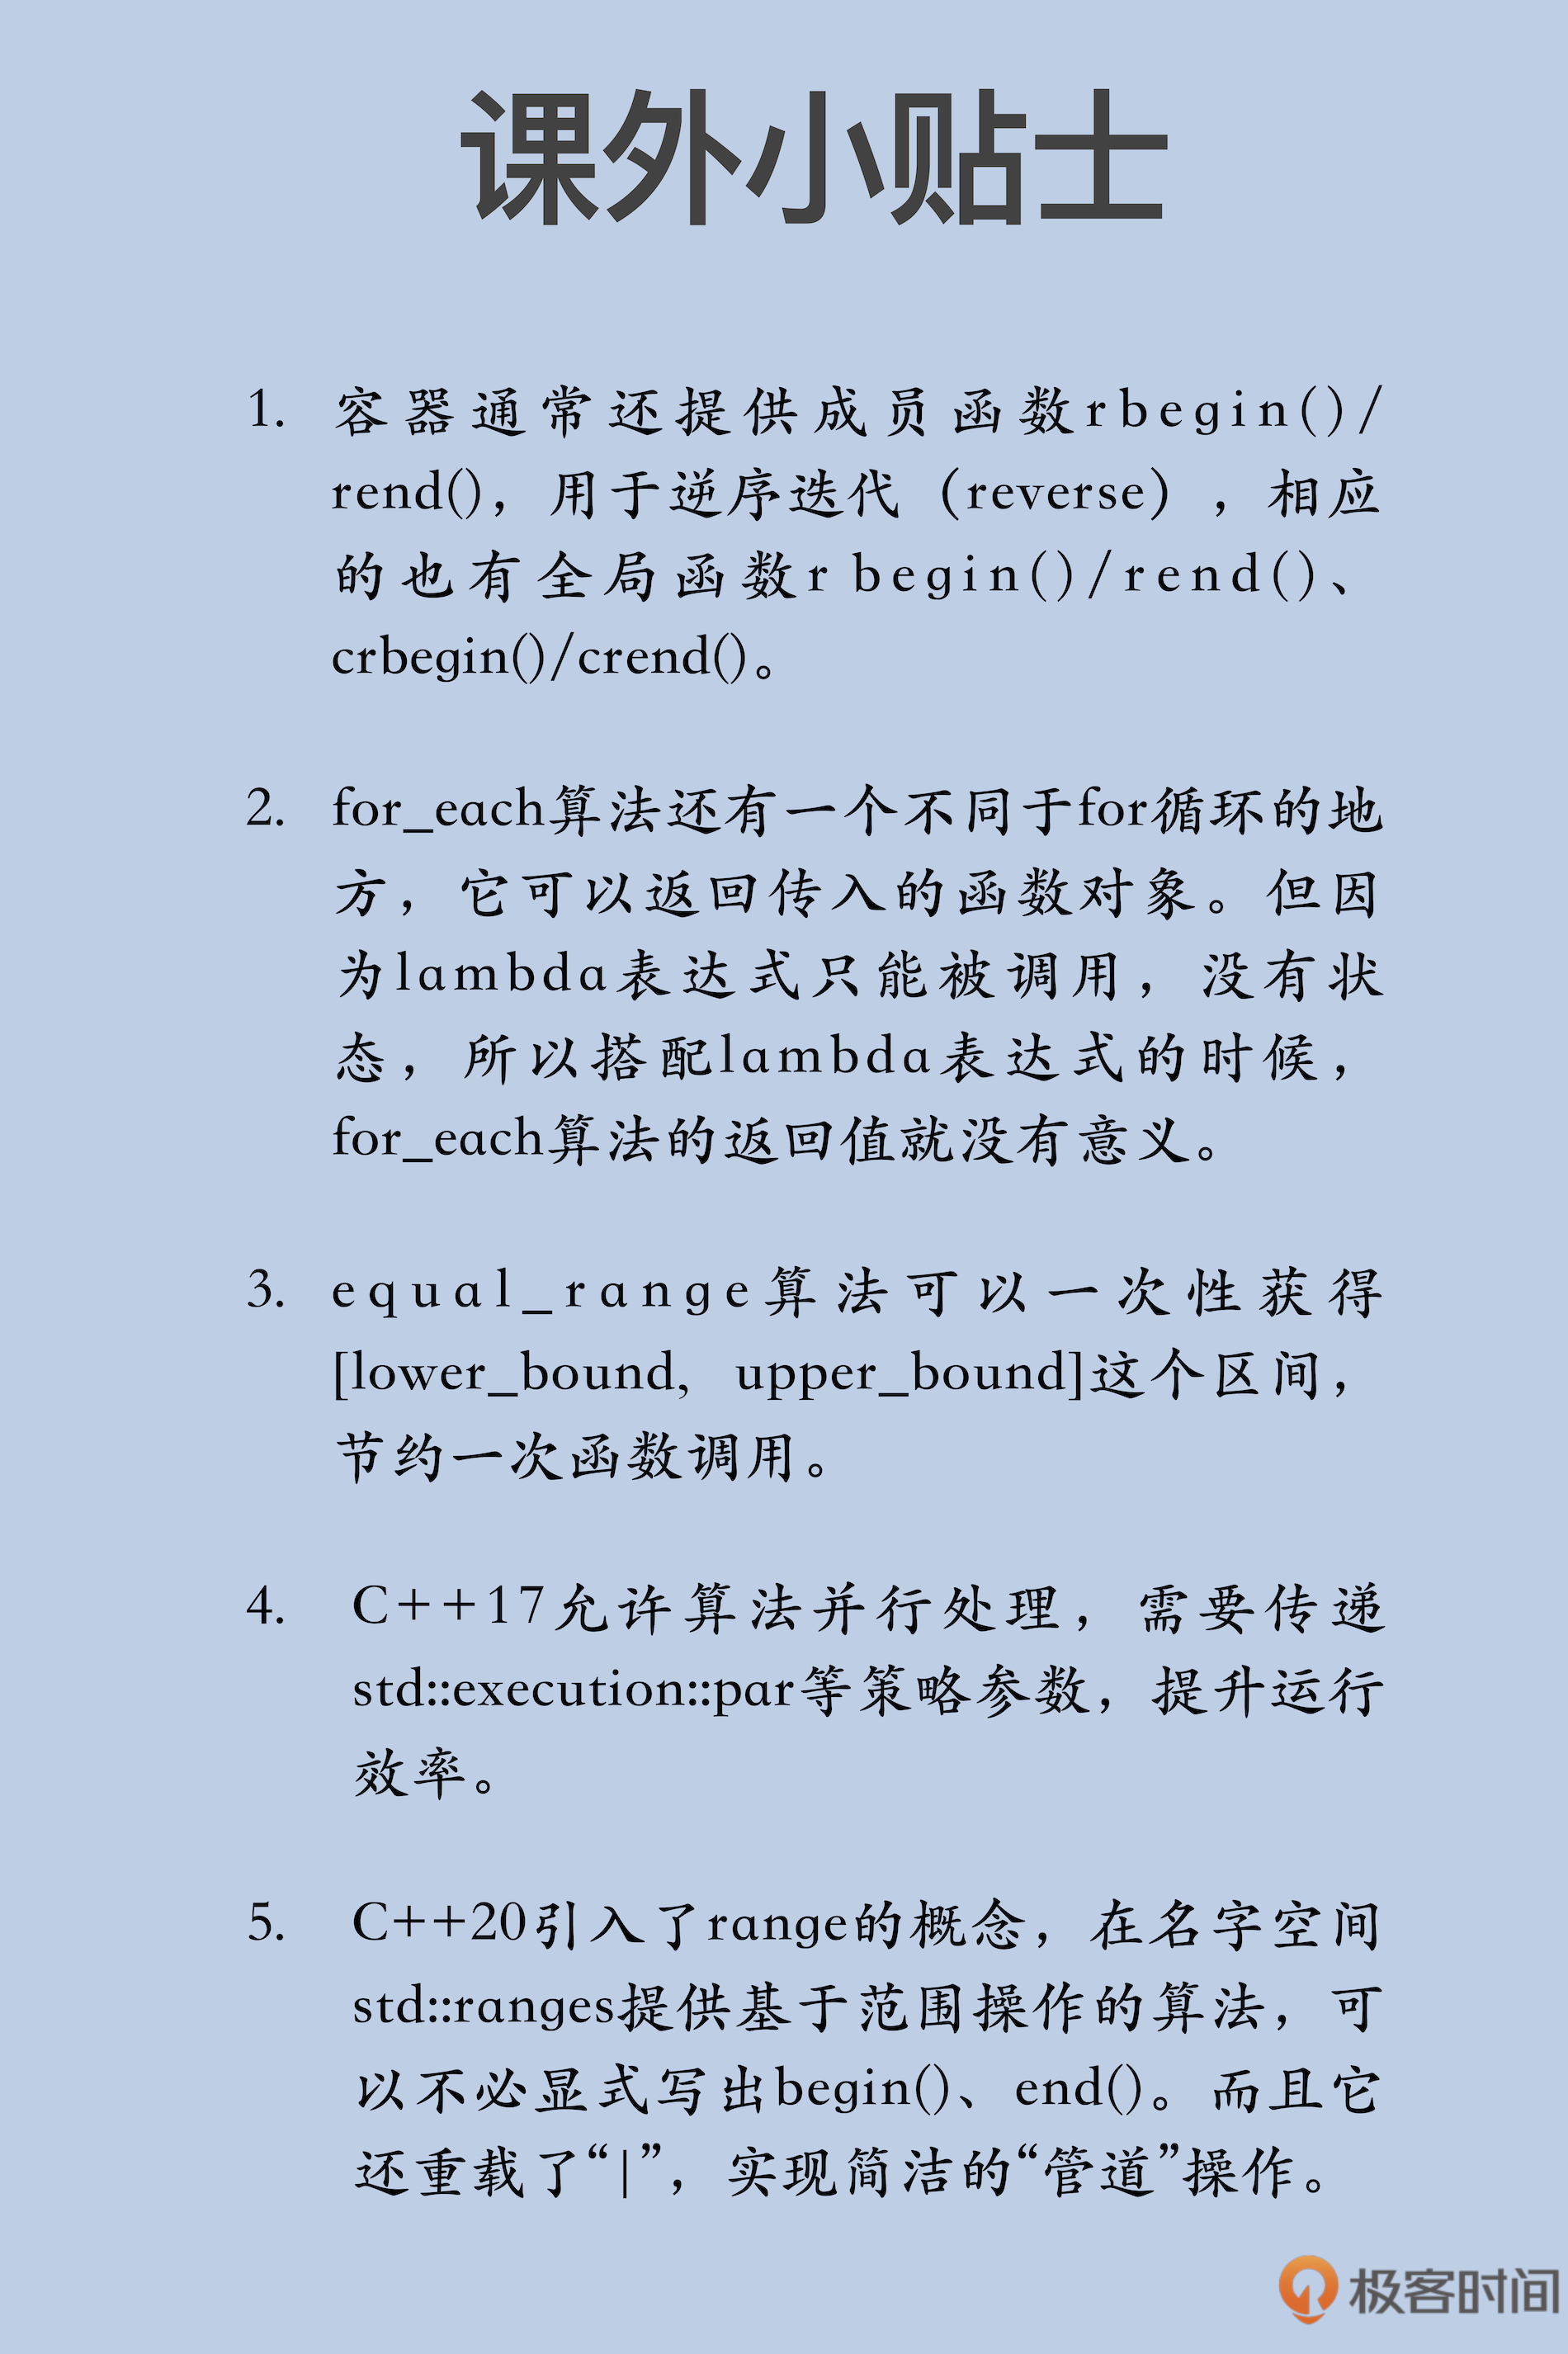 课外小贴士
1. 容器通常还提供成员函数rbegin()/
rend()，用于逆序迭代（reverse），相应
的也有全局函数r begin()/rend()、
crbegin()/crend()。
2. for_each算法还有一个不同于for循环的地
方，它可以返回传入的函数对象。但因
为lambda表达式只能被调用，没有状
态，所以搭配lambda表达式的时候，
for_each算法的返回值就没有意义。
3. equal_range算法可以一次性获得
[lower_bound, upper_bound]这个区间，
节约一次函数调用。
4. C++17允许算法并行处理，需要传递
std::execution::par等策略参数，提升运行
效率。
5. C++20引入了range的概念，在名字空间
std::ranges提供基于范围操作的算法，可
以不必显式写出begin()、end()。而且它
还重载了“|”，实现简洁的“管道”操作。
极客时间